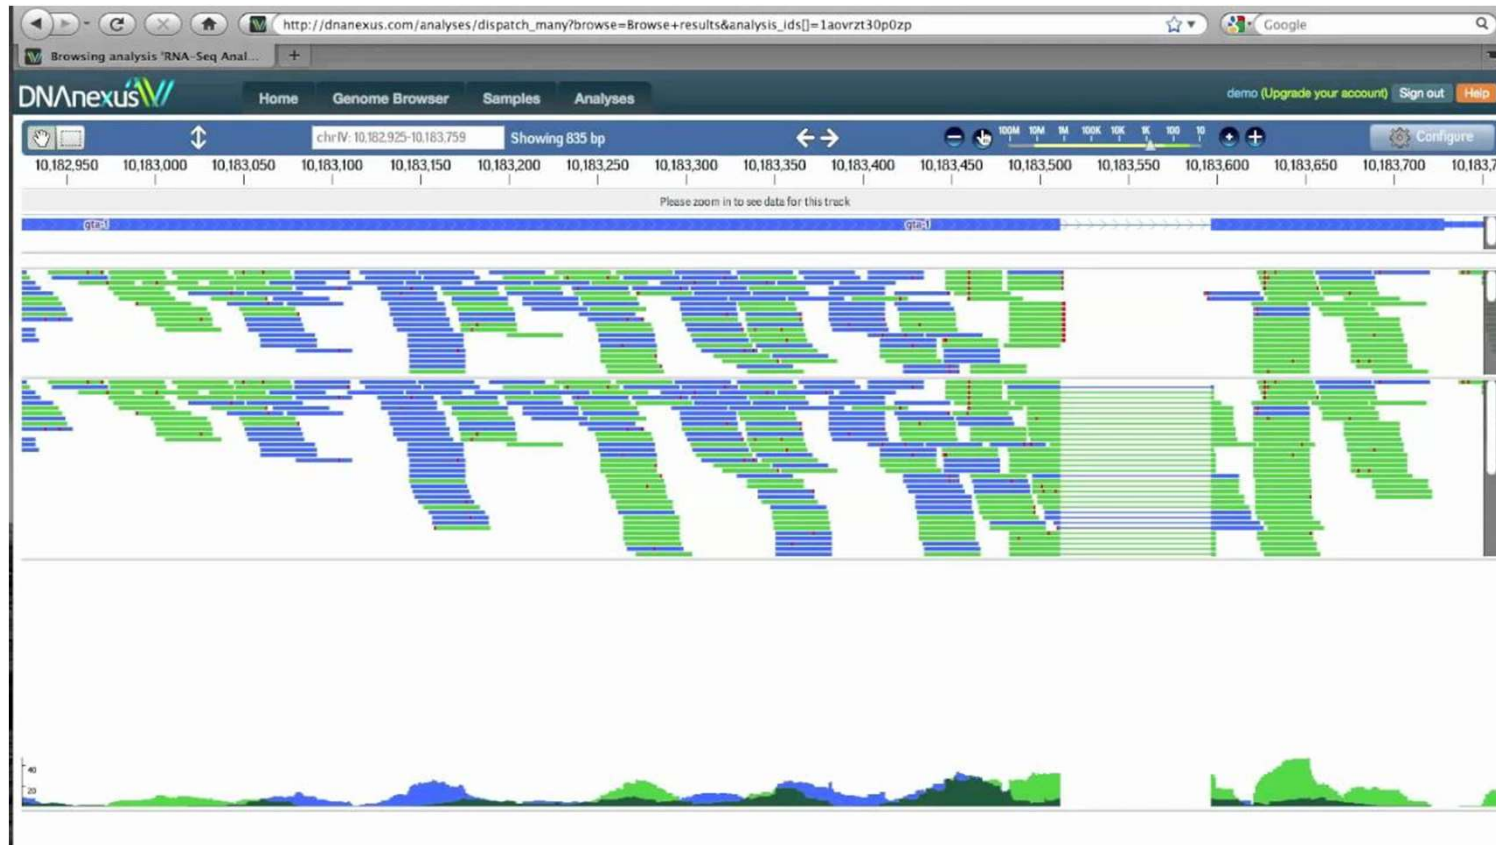 http://dnanexus.com/analyses/dispatch_many?browse=Browse+results&analysis_ids[]=1aovrzt30p0zp
Google
Browsing analysis 'RNA-Seq Anal...
DNAnexus
Home Genome Browser Samples Analyses
demo (Upgrade your account) Sign out Help
chrIV: 10,182,925-10,183,759 Showing 835 bp
100M 10M 1M 100K 10K 1K 100 10
Configure
10,182,950 10,183,000 10,183,050 10,183,100 10,183,150 10,183,200 10,183,250 10,183,300 10,183,350 10,183,400 10,183,450 10,183,500 10,183,550 10,183,600 10,183,650 10,183,700 10,183,7
Please zoom in to see data for this track
gta-1 gta-1
40
20